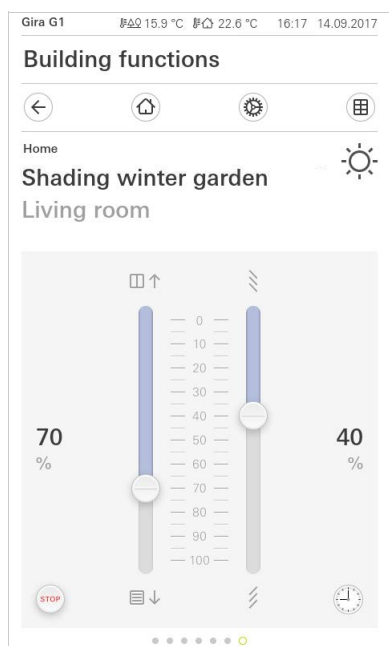 Gira G1 15.9 °C 22.6 °C 16:17 14.09.2017
Building functions
Home
Shading winter garden
Living room
0
10
20
30
40
70 50 40
% 60 %
70
80
90
100
STOP